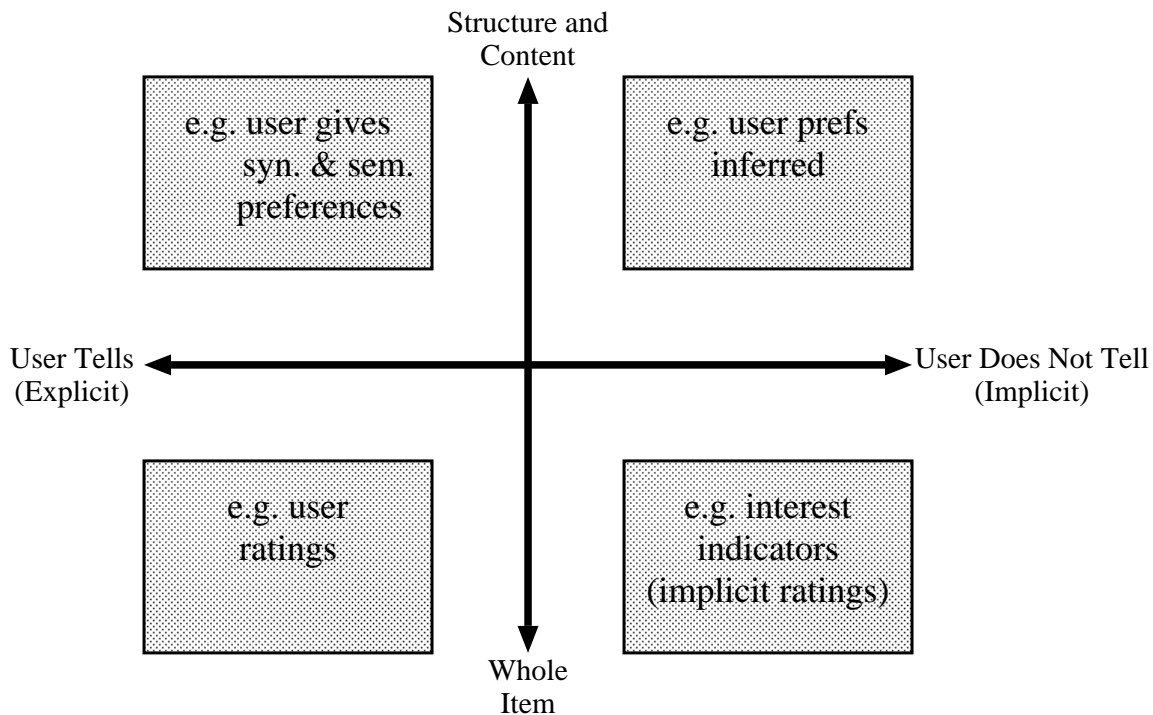 Structure and
Content
e.g. user gives
syn. & sem.
preferences
e.g. user prefs
inferred
User Tells
(Explicit)
User Does Not Tell
(Implicit)
e.g. user
ratings
e.g. interest
indicators
(implicit ratings)
Whole
Item